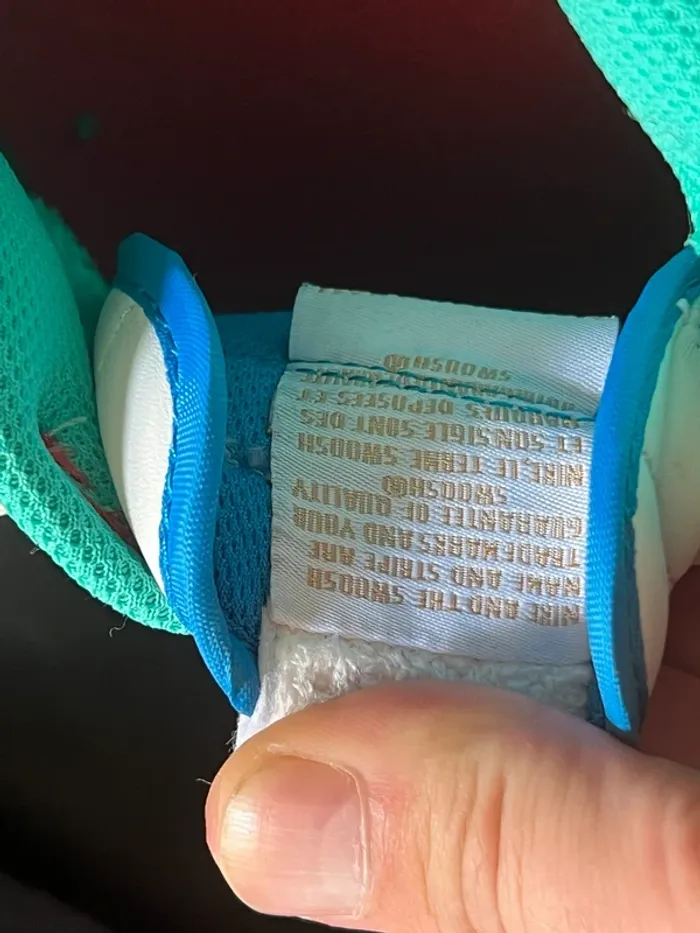 NIKE AND THE SWOOSH
NAME AND STRIPE ARE
TRADEMARKS AND YOUR
GUARANTEE OF QUALITY
SWOOSH®
NIKE, LE TERME SWOOSH
ET SON SIGLE SONT DES
MARQUES DEPOSEES ET
SWOOSH®